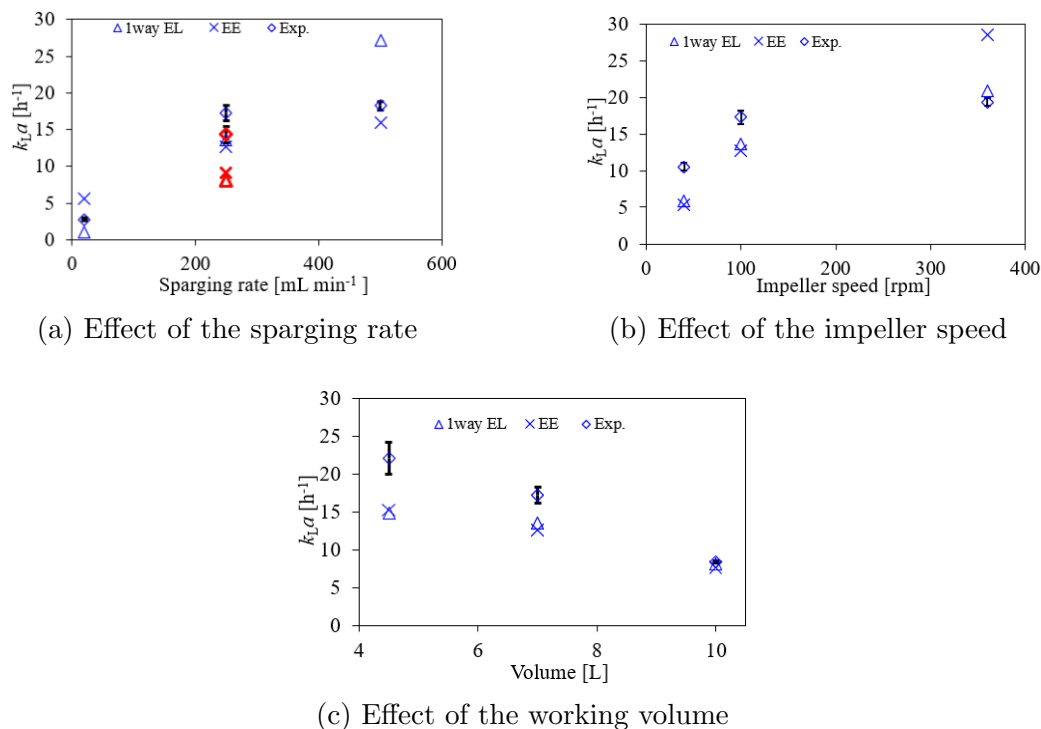 30
25
20
15
10
5
0
k_L a [h⁻¹]
1way EL EE Exp.
0 200 400 600
Sparging rate [mL min⁻¹ ]
(a) Effect of the sparging rate
30
25
20
15
10
5
0
k_L a [h⁻¹]
1way EL EE Exp.
0 100 200 300 400
Impeller speed [rpm]
(b) Effect of the impeller speed
30
25
20
15
10
5
0
k_L a [h⁻¹]
1way EL EE Exp.
4 6 8 10
Volume [L]
(c) Effect of the working volume